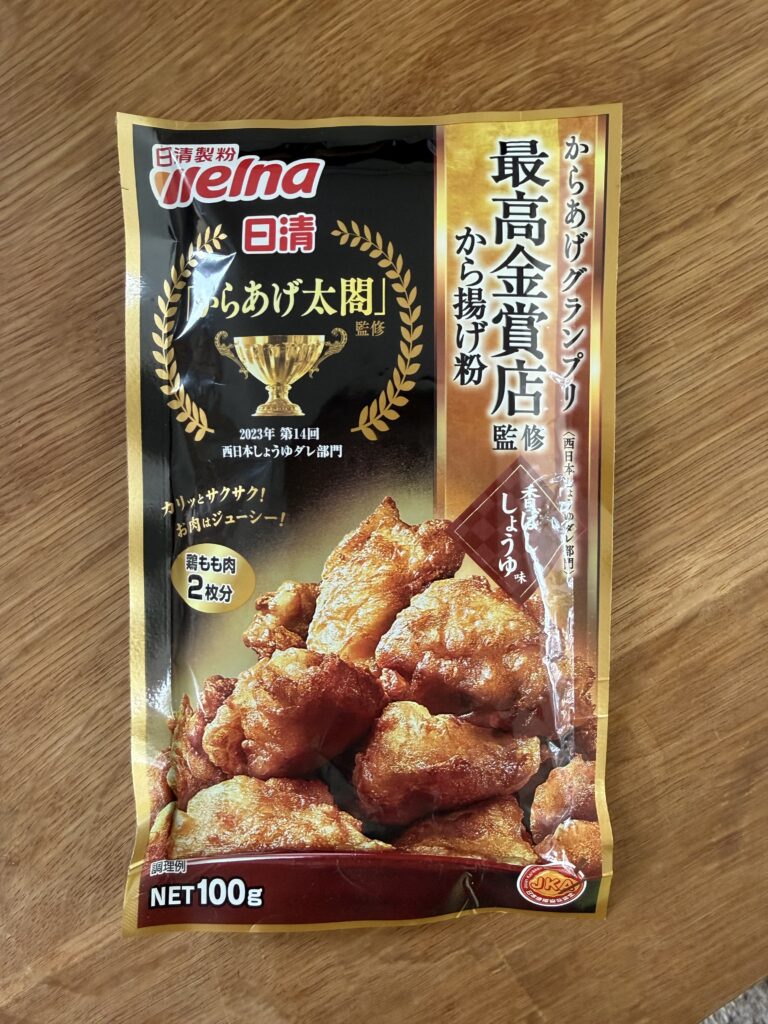 日清製粉
Welna
日清
「からあげ太閤」
監修
2023年 第14回
西日本しょうゆダレ部門
カリッとサクサク!
お肉はジューシー!
鶏もも肉
2枚分
からあげグランプリ
〈西日本しょうゆダレ部門〉
最高金賞店監修
から揚げ粉
香ばし
しょうゆ味
調理例
NET100g
JKA